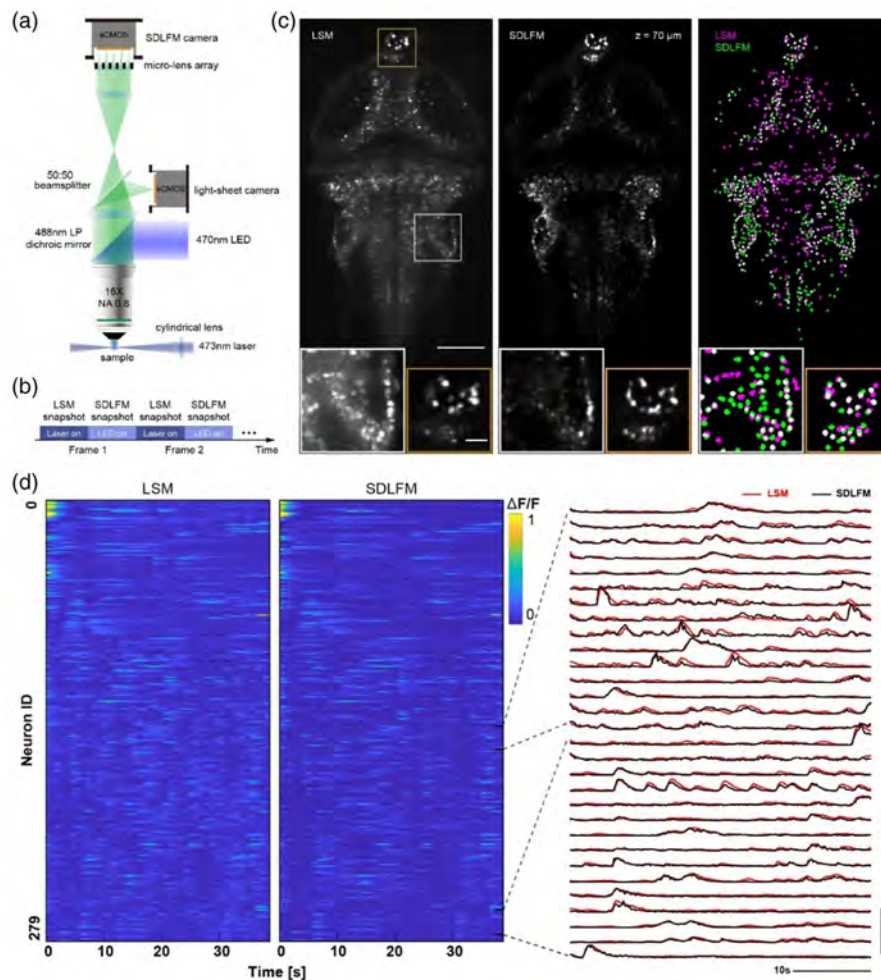 (a)
sCMOS
SDLFM camera
micro-lens array
50:50
beamsplitter
sCMOS
light-sheet camera
488nm LP
dichroic mirror
470nm LED
16X
NA 0.8
cylindrical lens
473nm laser
sample
(b)
LSM SDLFM LSM SDLFM
snapshot snapshot snapshot snapshot
Laser on LED on Laser on LED on
Frame 1 Frame 2 Time
(c)
LSM
SDLFM z = 70 μm
LSM
SDLFM
(d)
LSM SDLFM
ΔF/F
1
0
LSM SDLFM
0
Neuron ID
279
0 10 20 30 0 10 20 30
Time [s]
10s